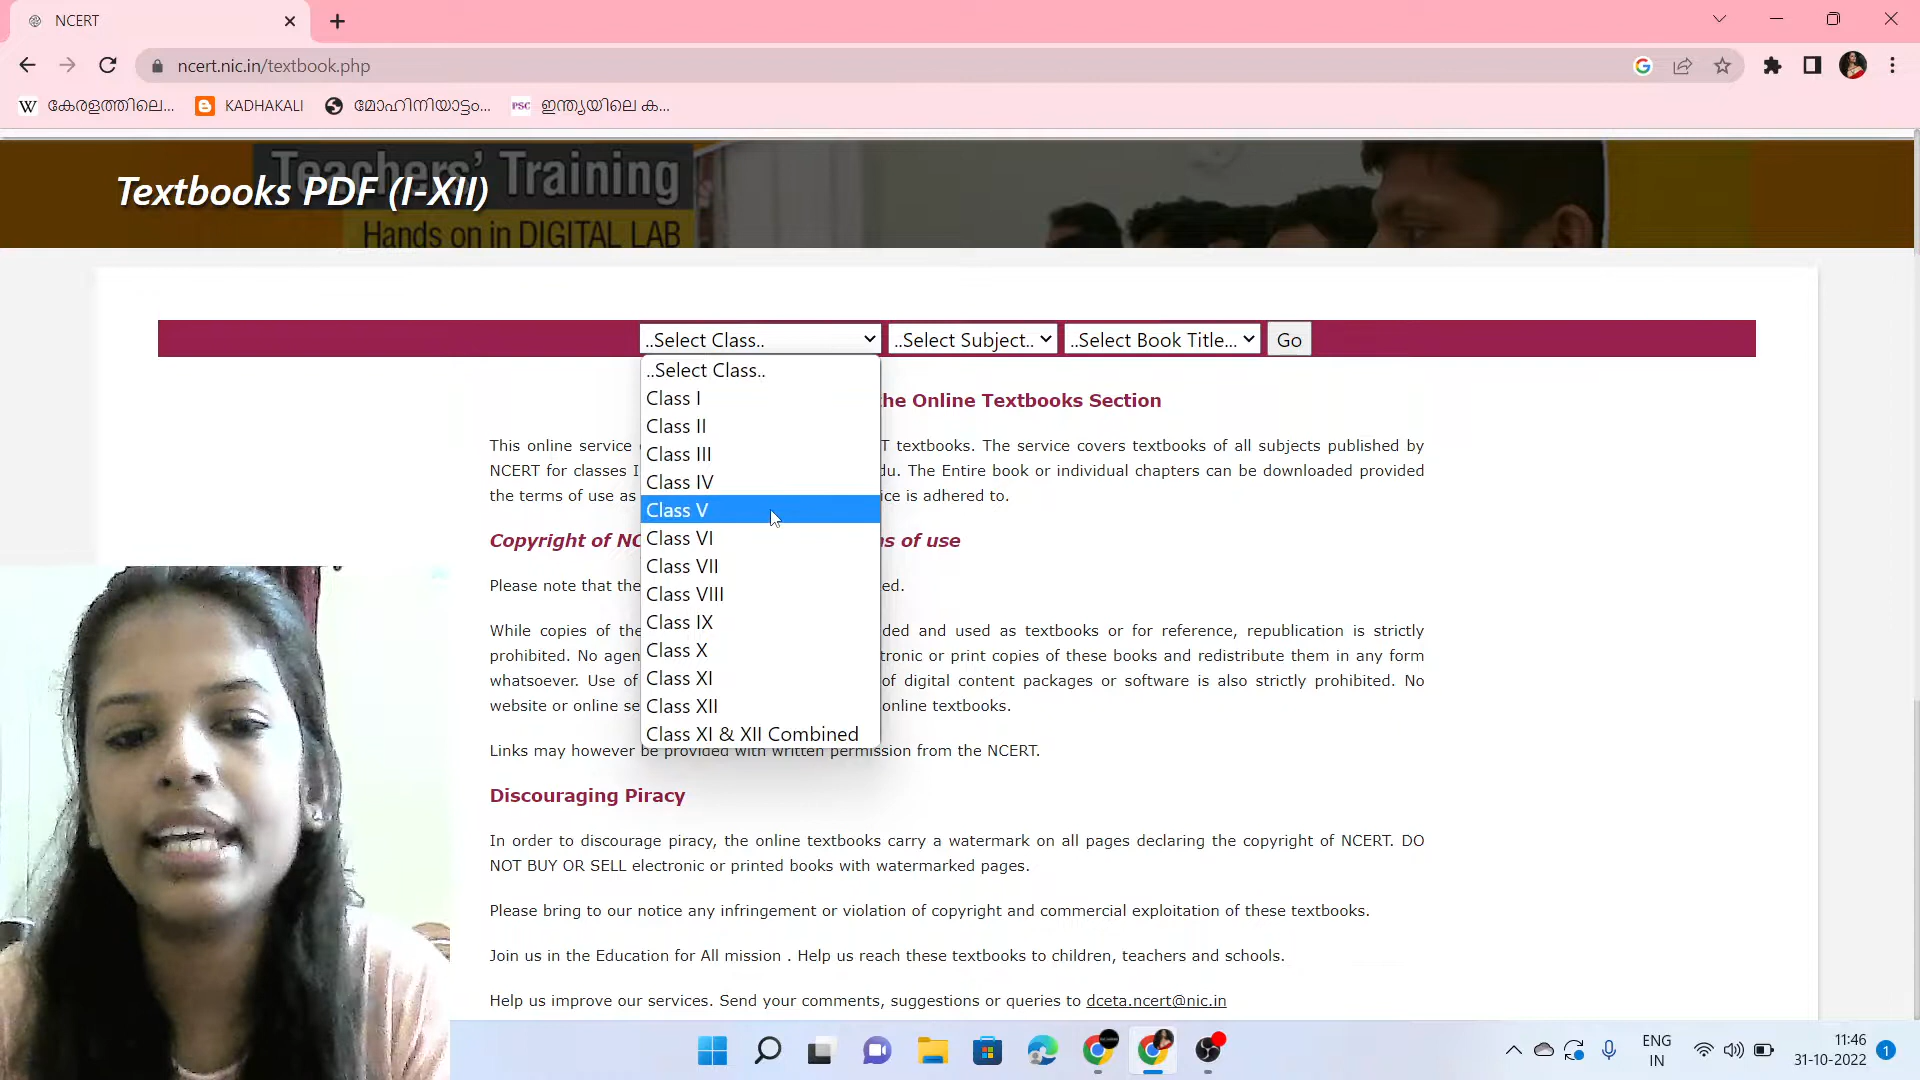 NCERT
ncert.nic.in/textbook.php
കേരളത്തിലെ...
KADHAKALI
മോഹിനിയാട്ടം...
PSC
ഇന്ത്യയിലെ ക...
Teachers' Training
Textbooks PDF (I-XII)
Hands on in DIGITAL LAB
..Select Class..
..Select Subject..
..Select Book Title...
Go
..Select Class..
Class I
Class II
Class III
Class IV
Class V
Class VI
Class VII
Class VIII
Class IX
Class X
Class XI
Class XII
Class XI & XII Combined
the Online Textbooks Section
This online service textbooks. The service covers textbooks of all subjects published by
NCERT for classes I The Entire book or individual chapters can be downloaded provided
the terms of use as is adhered to.
Copyright of of use
Please note that the
While copies of the and used as textbooks or for reference, republication is strictly
prohibited. No or print copies of these books and redistribute them in any form
whatsoever. Use of of digital content packages or software is also strictly prohibited. No
website or online online textbooks.
Links may however be provided with written permission from the NCERT.
Discouraging Piracy
In order to discourage piracy, the online textbooks carry a watermark on all pages declaring the copyright of NCERT. DO
NOT BUY OR SELL electronic or printed books with watermarked pages.
Please bring to our notice any infringement or violation of copyright and commercial exploitation of these textbooks.
Join us in the Education for All mission . Help us reach these textbooks to children, teachers and schools.
Help us improve our services. Send your comments, suggestions or queries to dceta.ncert@nic.in
ENG
IN
11:46
31-10-2022
1